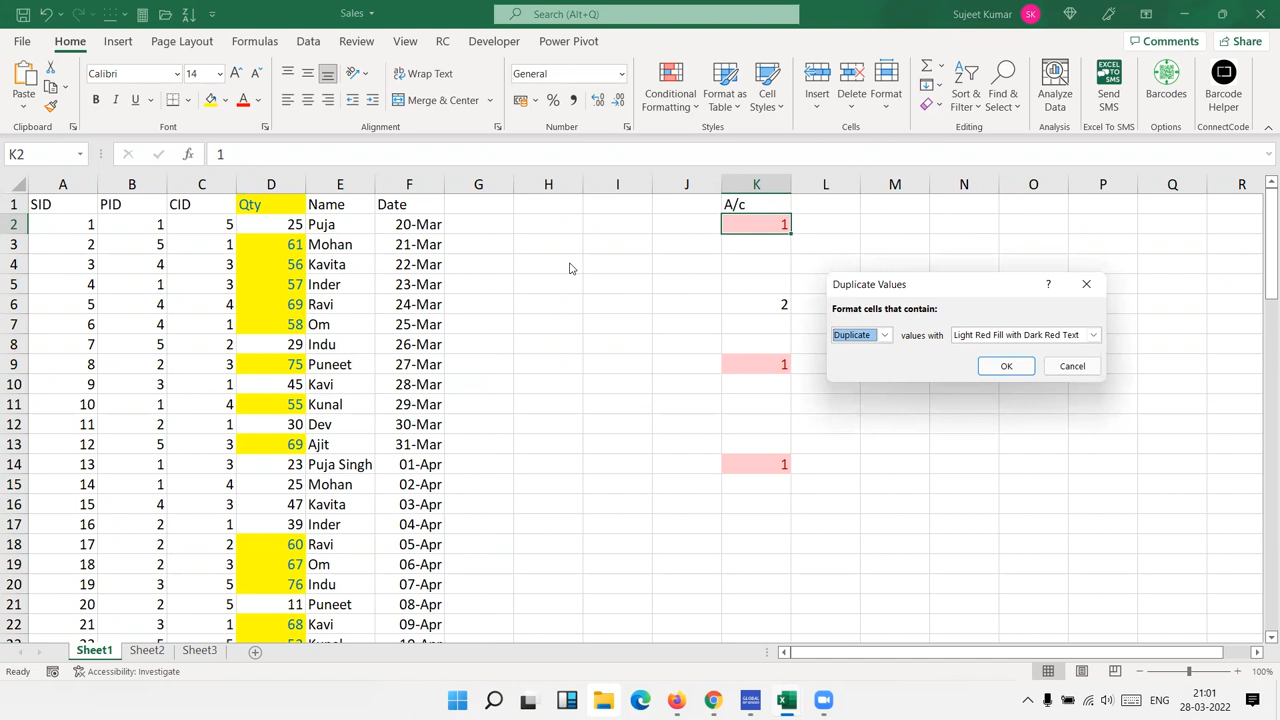 Sales
Search (Alt+Q)
Sujeet Kumar
SK
File Home Insert Page Layout Formulas Data Review View RC Developer Power Pivot
Comments Share
Paste
Calibri 14
Wrap Text
Merge & Center
General
Conditional Formatting
Format as Table
Cell Styles
Insert Delete Format
Sort & Filter
Find & Select
Analyze Data
Send SMS
Barcodes
Barcode Helper
Clipboard Font Alignment Number Styles Cells Editing Analysis Excel To SMS Options ConnectCode
K2 fx 1
A B C D E F G H I J K L M N O P Q R
1 SID PID CID Qty Name Date A/c
2 1 1 5 25 Puja 20-Mar 1
3 2 5 1 61 Mohan 21-Mar
4 3 4 3 56 Kavita 22-Mar
5 4 1 3 57 Inder 23-Mar
6 5 4 4 69 Ravi 24-Mar 2
7 6 4 1 58 Om 25-Mar
8 7 5 2 29 Indu 26-Mar
9 8 2 3 75 Puneet 27-Mar 1
10 9 3 1 45 Kavi 28-Mar
11 10 1 4 55 Kunal 29-Mar
12 11 2 1 30 Dev 30-Mar
13 12 5 3 69 Ajit 31-Mar
14 13 1 3 23 Puja Singh 01-Apr 1
15 14 1 4 25 Mohan 02-Apr
16 15 4 3 47 Kavita 03-Apr
17 16 2 1 39 Inder 04-Apr
18 17 2 2 60 Ravi 05-Apr
19 18 2 3 67 Om 06-Apr
20 19 3 5 76 Indu 07-Apr
21 20 2 5 11 Puneet 08-Apr
22 21 3 1 68 Kavi 09-Apr
Duplicate Values ?
Format cells that contain:
Duplicate values with Light Red Fill with Dark Red Text
OK Cancel
Sheet1 Sheet2 Sheet3
Ready Accessibility: Investigate 100%
ENG
21:01
28-03-2022